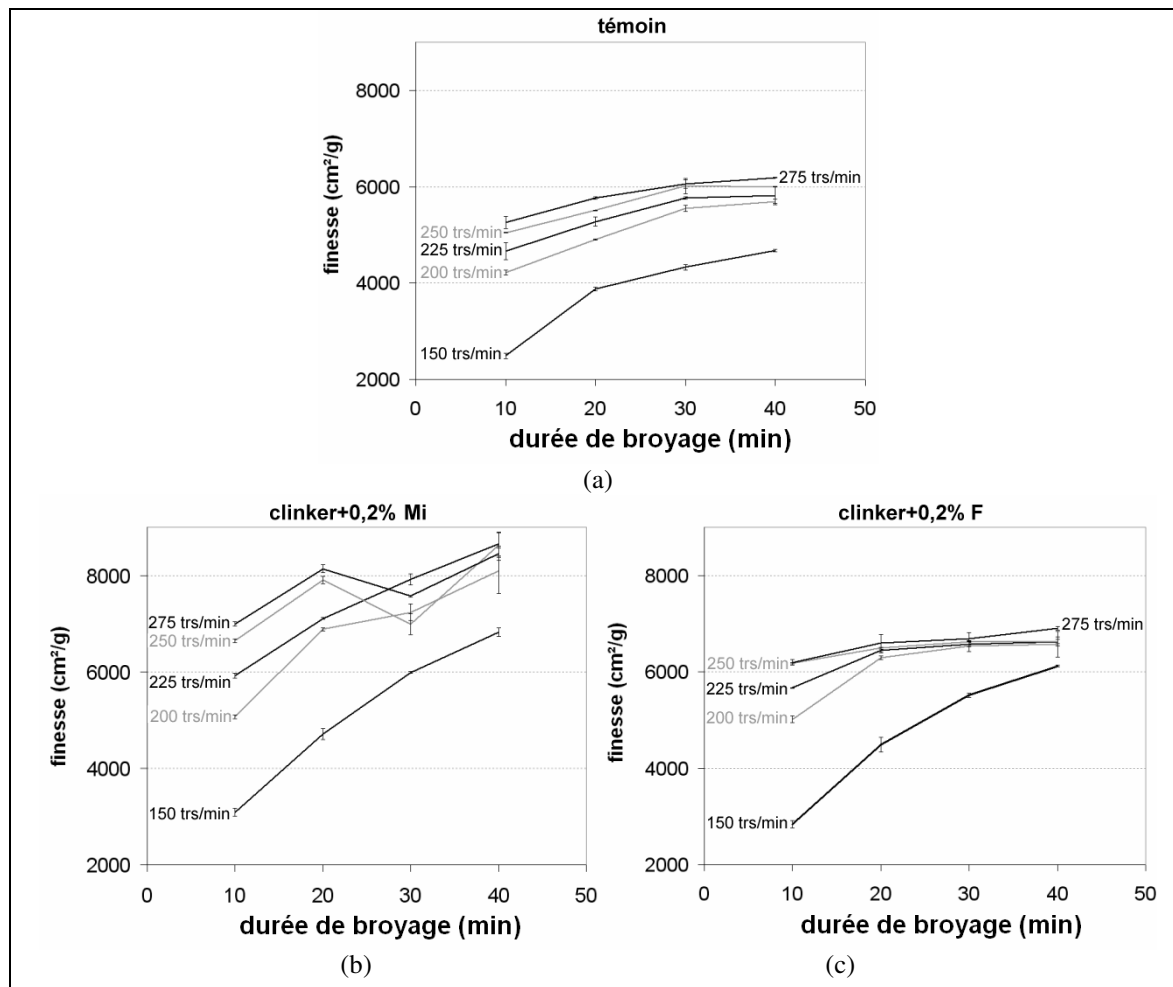 témoin
finesse (cm²/g)
8000
6000
4000
2000
275 trs/min
250 trs/min
225 trs/min
200 trs/min
150 trs/min
0 10 20 30 40 50
durée de broyage (min)
(a)
clinker+0,2% Mi
finesse (cm²/g)
8000
6000
4000
2000
275 trs/min
250 trs/min
225 trs/min
200 trs/min
150 trs/min
0 10 20 30 40 50
durée de broyage (min)
(b)
clinker+0,2% F
finesse (cm²/g)
8000
6000
4000
2000
275 trs/min
250 trs/min
225 trs/min
200 trs/min
150 trs/min
0 10 20 30 40 50
durée de broyage (min)
(c)